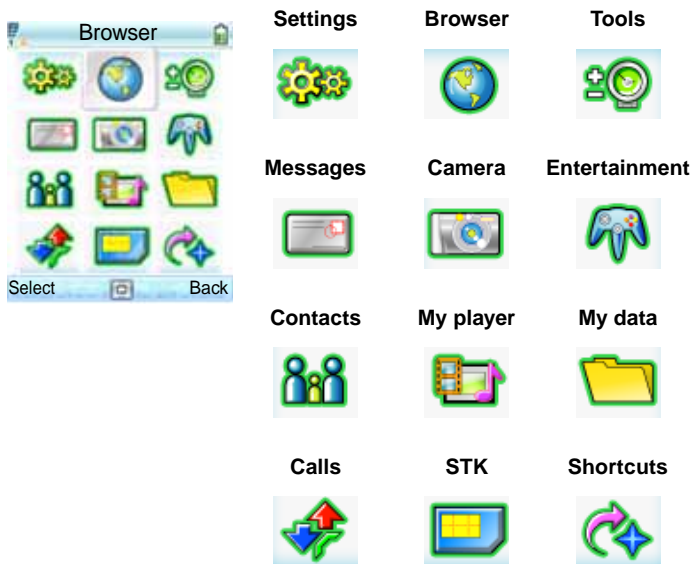 Browser
Select Back
Settings Browser Tools
Messages Camera Entertainment
Contacts My player My data
Calls STK Shortcuts